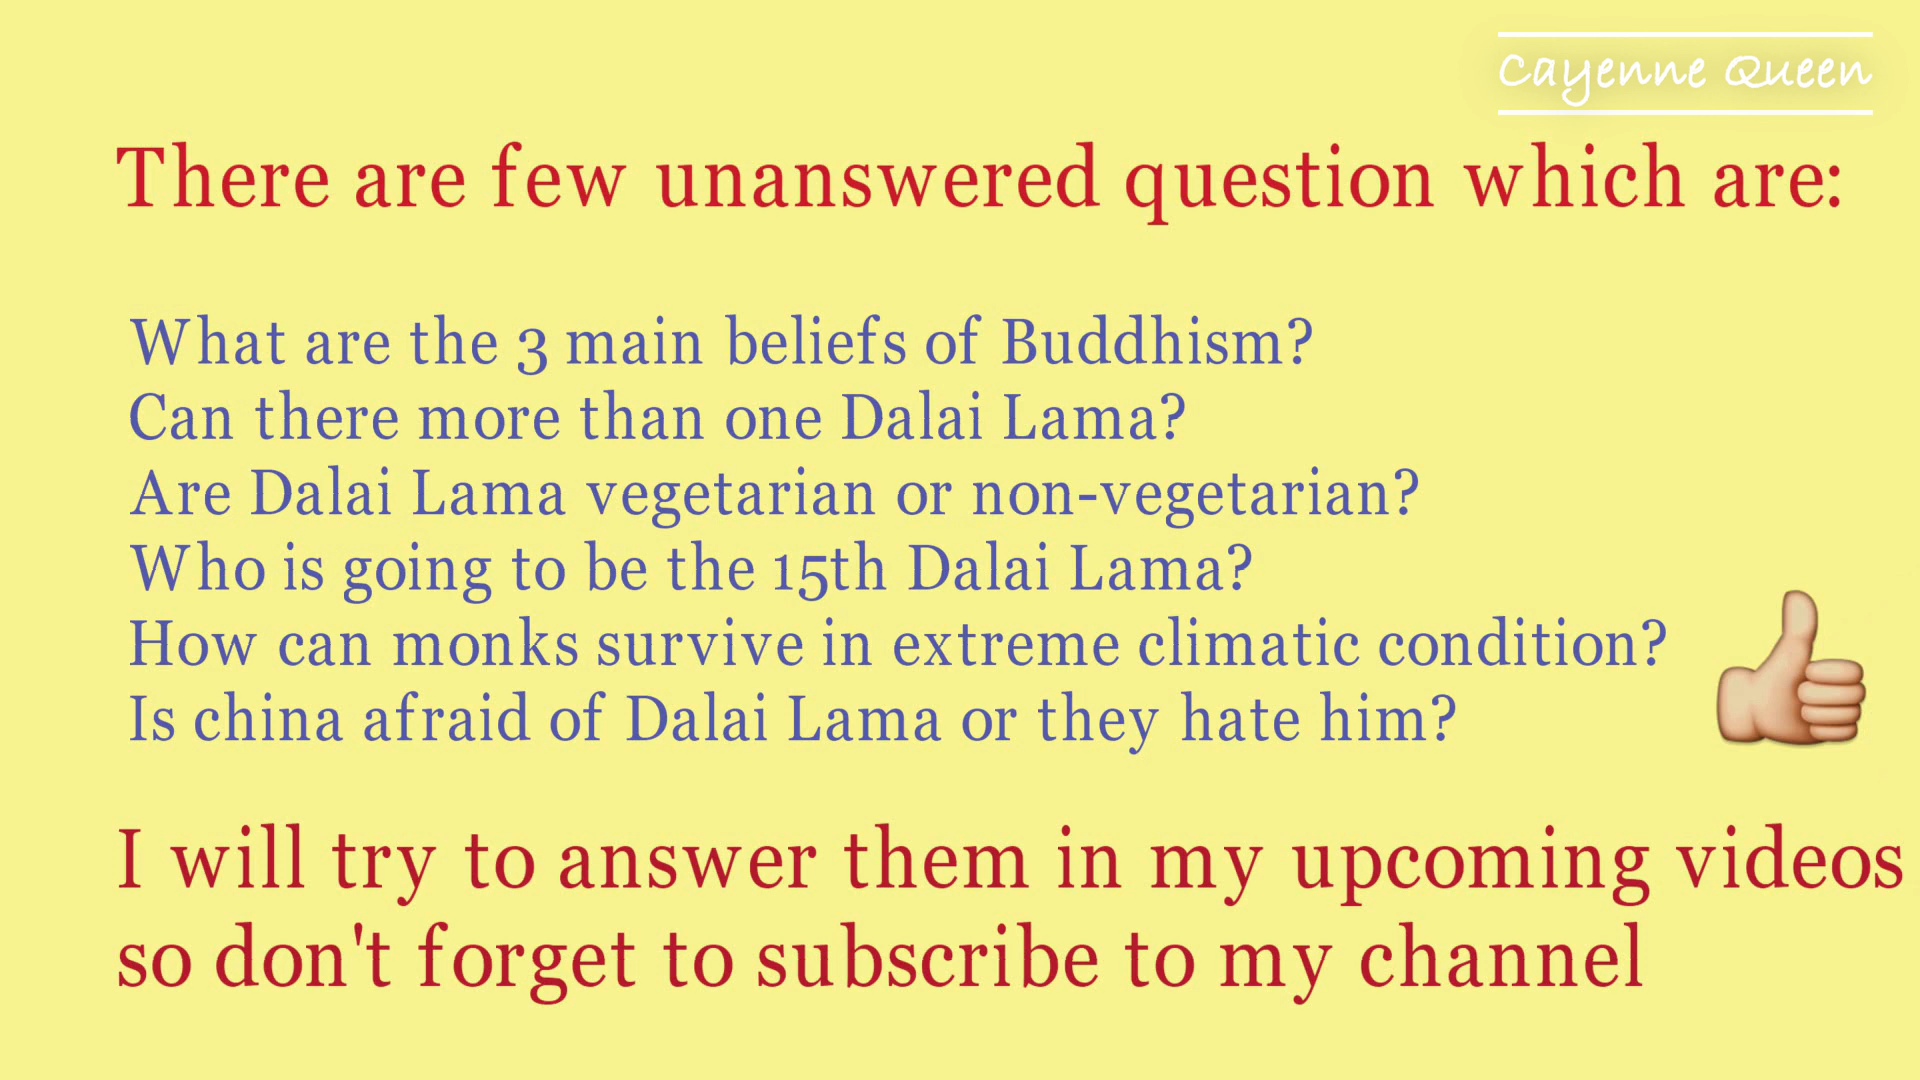 Cayenne Queen
There are few unanswered question which are:
What are the 3 main beliefs of Buddhism?
Can there more than one Dalai Lama?
Are Dalai Lama vegetarian or non-vegetarian?
Who is going to be the 15th Dalai Lama?
How can monks survive in extreme climatic condition?
Is china afraid of Dalai Lama or they hate him?
I will try to answer them in my upcoming videos
so don't forget to subscribe to my channel